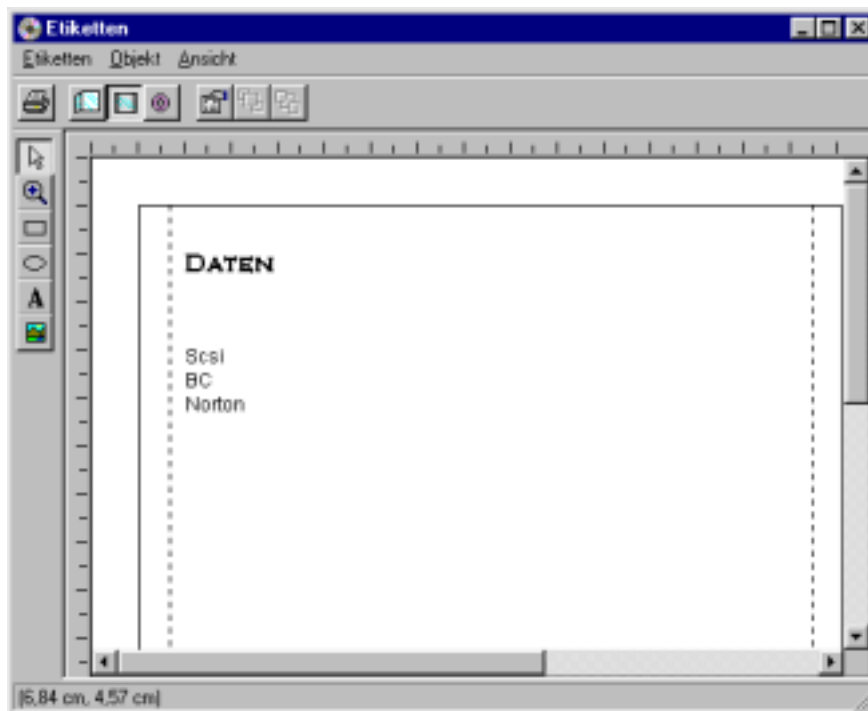 Etiketten
Etiketten Objekt Ansicht
A
DATEN
Scsi
BC
Norton
(6,84 cm, 4,57 cm)